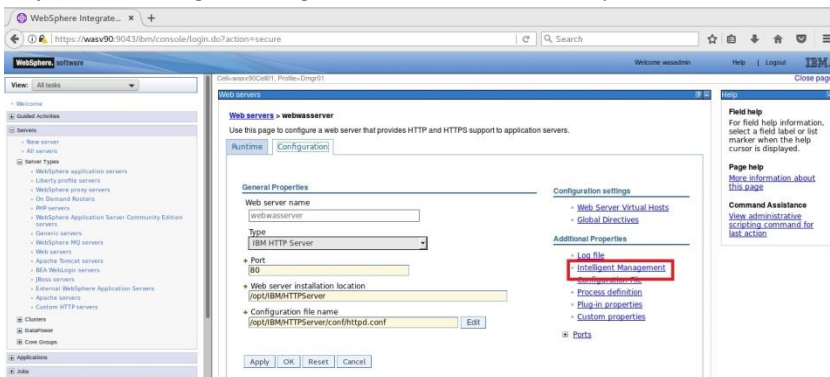 WebSphere Integrate...
https://wasv90:9043/ibm/console/login.do?action=secure
Search
WebSphere. software
Welcome wasadmin
Help | Logout
IBM.
Cell=wasv90Cell01, Profile=Dmgr01
Close page
View: All tasks
Welcome
Guided Activities
Servers
New server
All servers
Server Types
WebSphere application servers
Liberty profile servers
WebSphere proxy servers
On Demand Routers
PHP servers
WebSphere Application Server Community Edition
servers
Generic servers
WebSphere MQ servers
Web servers
Apache Tomcat servers
BEA WebLogic servers
JBoss servers
External WebSphere Application Servers
Apache servers
Custom HTTP servers
Clusters
DataPower
Core Groups
Applications
Jobs
Web servers
Web servers > webwasserver
Use this page to configure a web server that provides HTTP and HTTPS support to application servers.
Runtime
Configuration
General Properties
Web server name
webwasserver
Type
IBM HTTP Server
Port
80
Web server installation location
/opt/IBM/HTTPServer
Configuration file name
/opt/IBM/HTTPServer/conf/httpd.conf
Edit
Apply OK Reset Cancel
Configuration settings
Web Server Virtual Hosts
Global Directives
Additional Properties
Log file
Intelligent Management
Configuration File
Process definition
Plug-in properties
Custom properties
Ports
Help
Field help
For field help information,
select a field label or list
marker when the help
cursor is displayed.
Page help
More information about
this page
Command Assistance
View administrative
scripting command for
last action